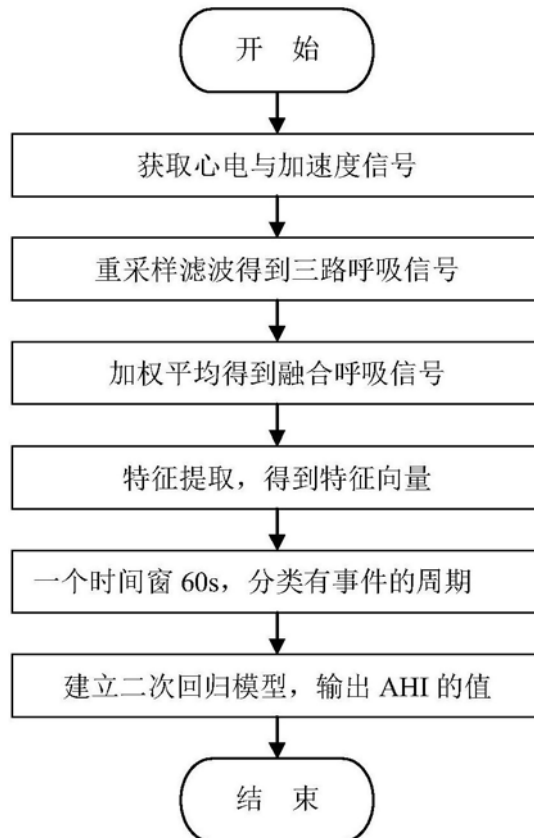 开 始
获取心电与加速度信号
重采样滤波得到三路呼吸信号
加权平均得到融合呼吸信号
特征提取，得到特征向量
一个时间窗 60s，分类有事件的周期
建立二次回归模型，输出 AHI 的值
结 束